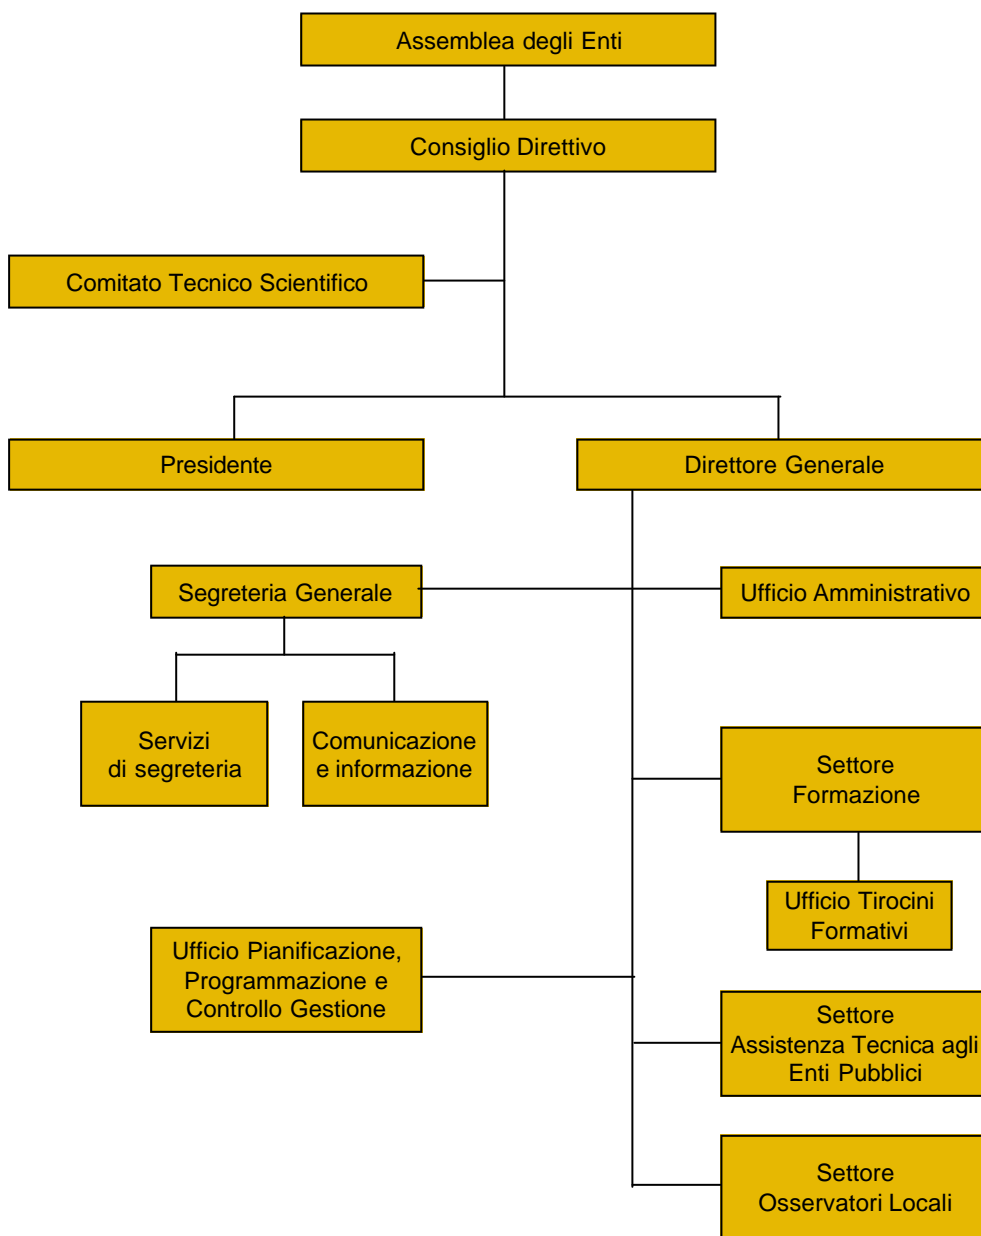 Assemblea degli Enti
Consiglio Direttivo
Comitato Tecnico Scientifico
Presidente
Direttore Generale
Segreteria Generale
Ufficio Amministrativo
Servizi
di segreteria
Comunicazione
e informazione
Settore
Formazione
Ufficio Tirocini
Formativi
Ufficio Pianificazione,
Programmazione e
Controllo Gestione
Settore
Assistenza Tecnica agli
Enti Pubblici
Settore
Osservatori Locali